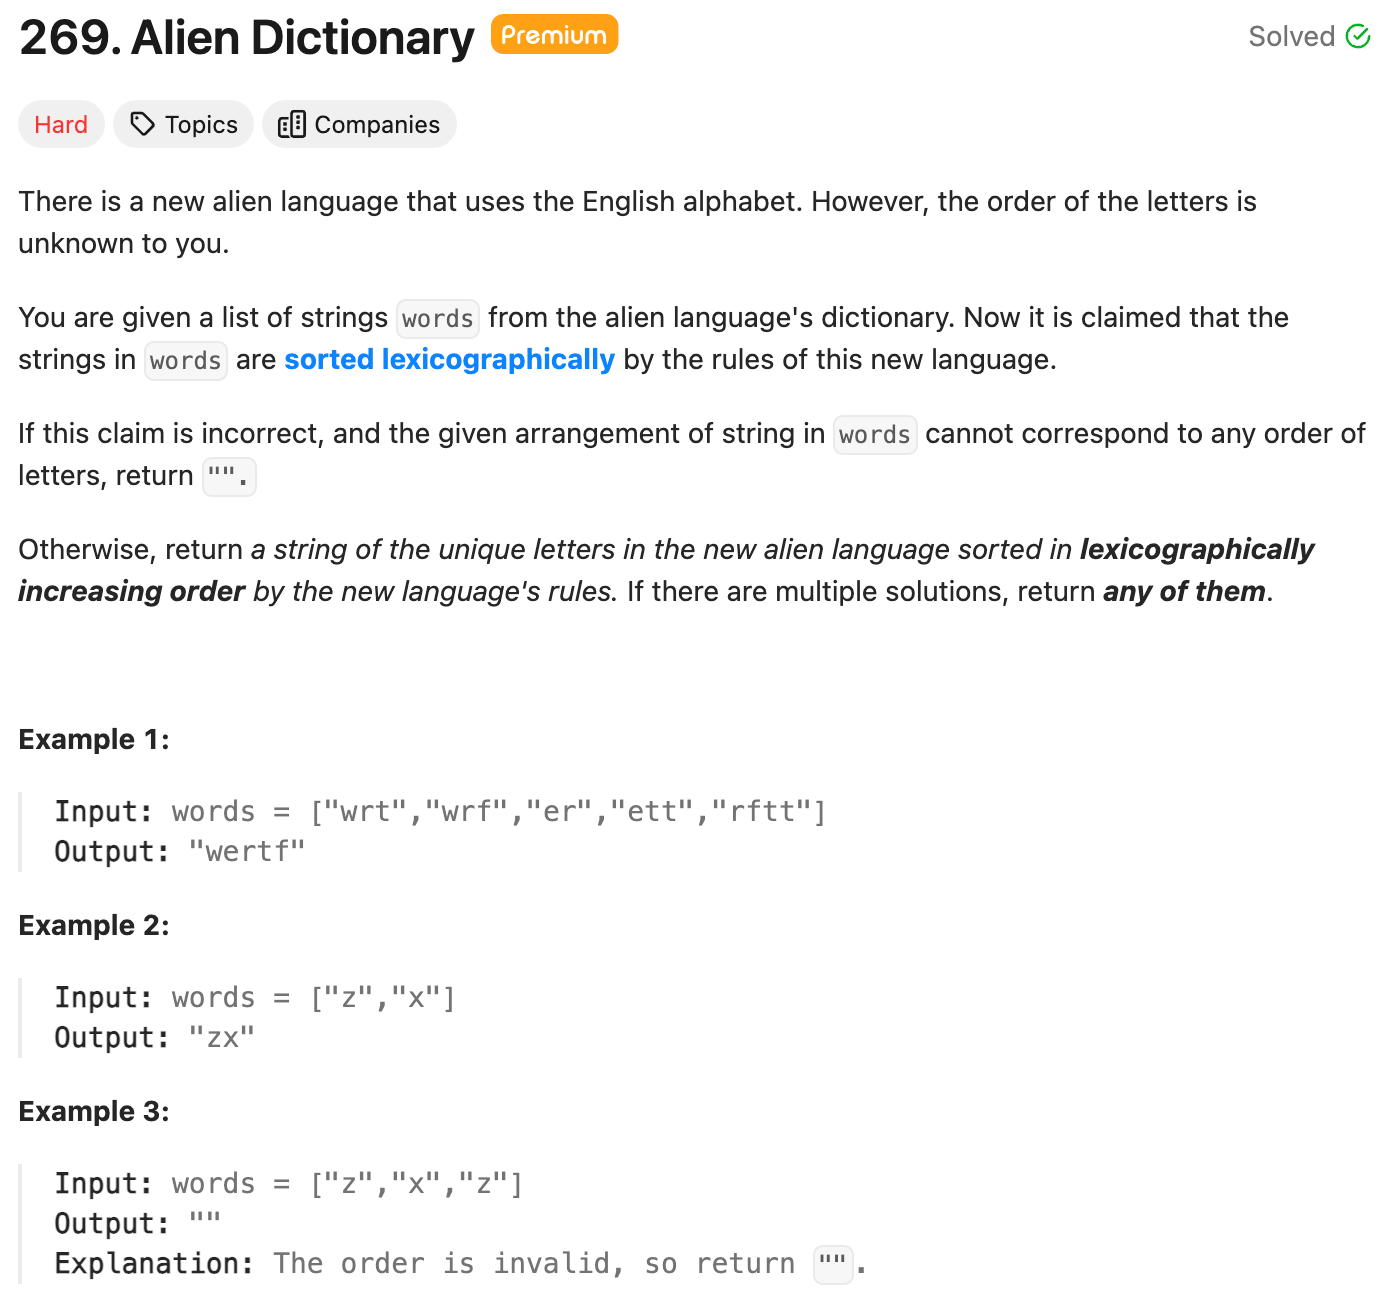 269. Alien Dictionary Premium Solved
Hard Topics Companies
There is a new alien language that uses the English alphabet. However, the order of the letters is
unknown to you.
You are given a list of strings words from the alien language's dictionary. Now it is claimed that the
strings in words are sorted lexicographically by the rules of this new language.
If this claim is incorrect, and the given arrangement of string in words cannot correspond to any order of
letters, return "".
Otherwise, return a string of the unique letters in the new alien language sorted in lexicographically
increasing order by the new language's rules. If there are multiple solutions, return any of them.
Example 1:
Input: words = ["wrt","wrf","er","ett","rftt"]
Output: "wertf"
Example 2:
Input: words = ["z","x"]
Output: "zx"
Example 3:
Input: words = ["z","x","z"]
Output: ""
Explanation: The order is invalid, so return "".